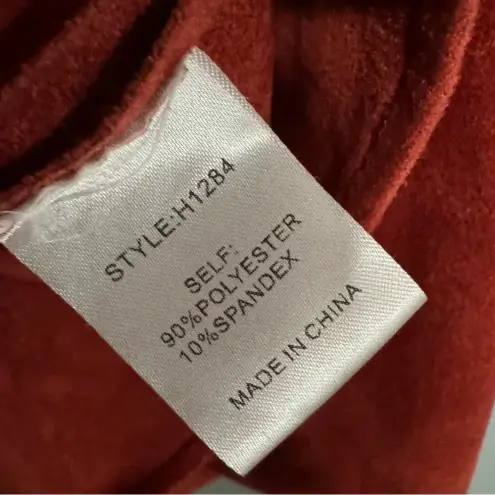 STYLE:H1284
SELF:
90%POLYESTER
10%SPANDEX
MADE IN CHINA